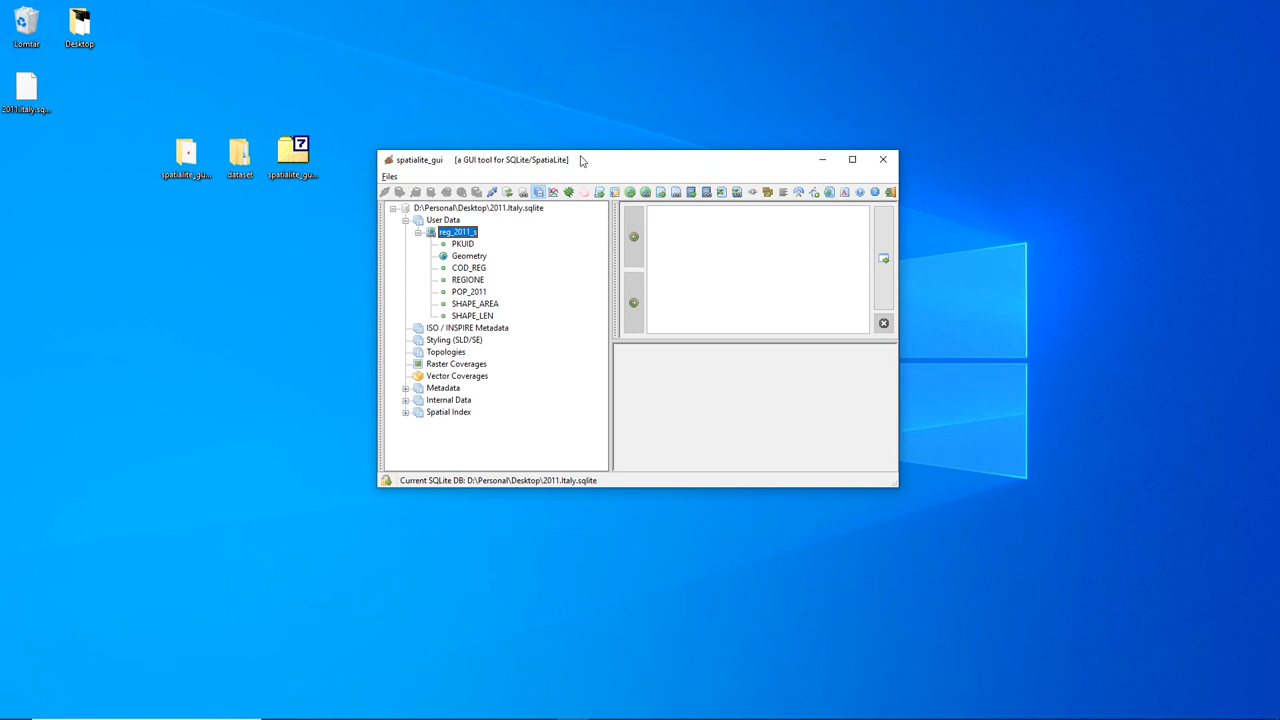 Lomtar
Desktop
2011.Italy.sq...
spatialite_gu...
dataset
spatialite_gu...
spatialite_gui [a GUI tool for SQLite/SpatiaLite]
Files
D:\Personal\Desktop\2011.Italy.sqlite
User Data
reg_2011_s
PKUID
Geometry
COD_REG
REGIONE
POP_2011
SHAPE_AREA
SHAPE_LEN
ISO / INSPIRE Metadata
Styling (SLD/SE)
Topologies
Raster Coverages
Vector Coverages
Metadata
Internal Data
Spatial Index
Current SQLite DB: D:\Personal\Desktop\2011.Italy.sqlite